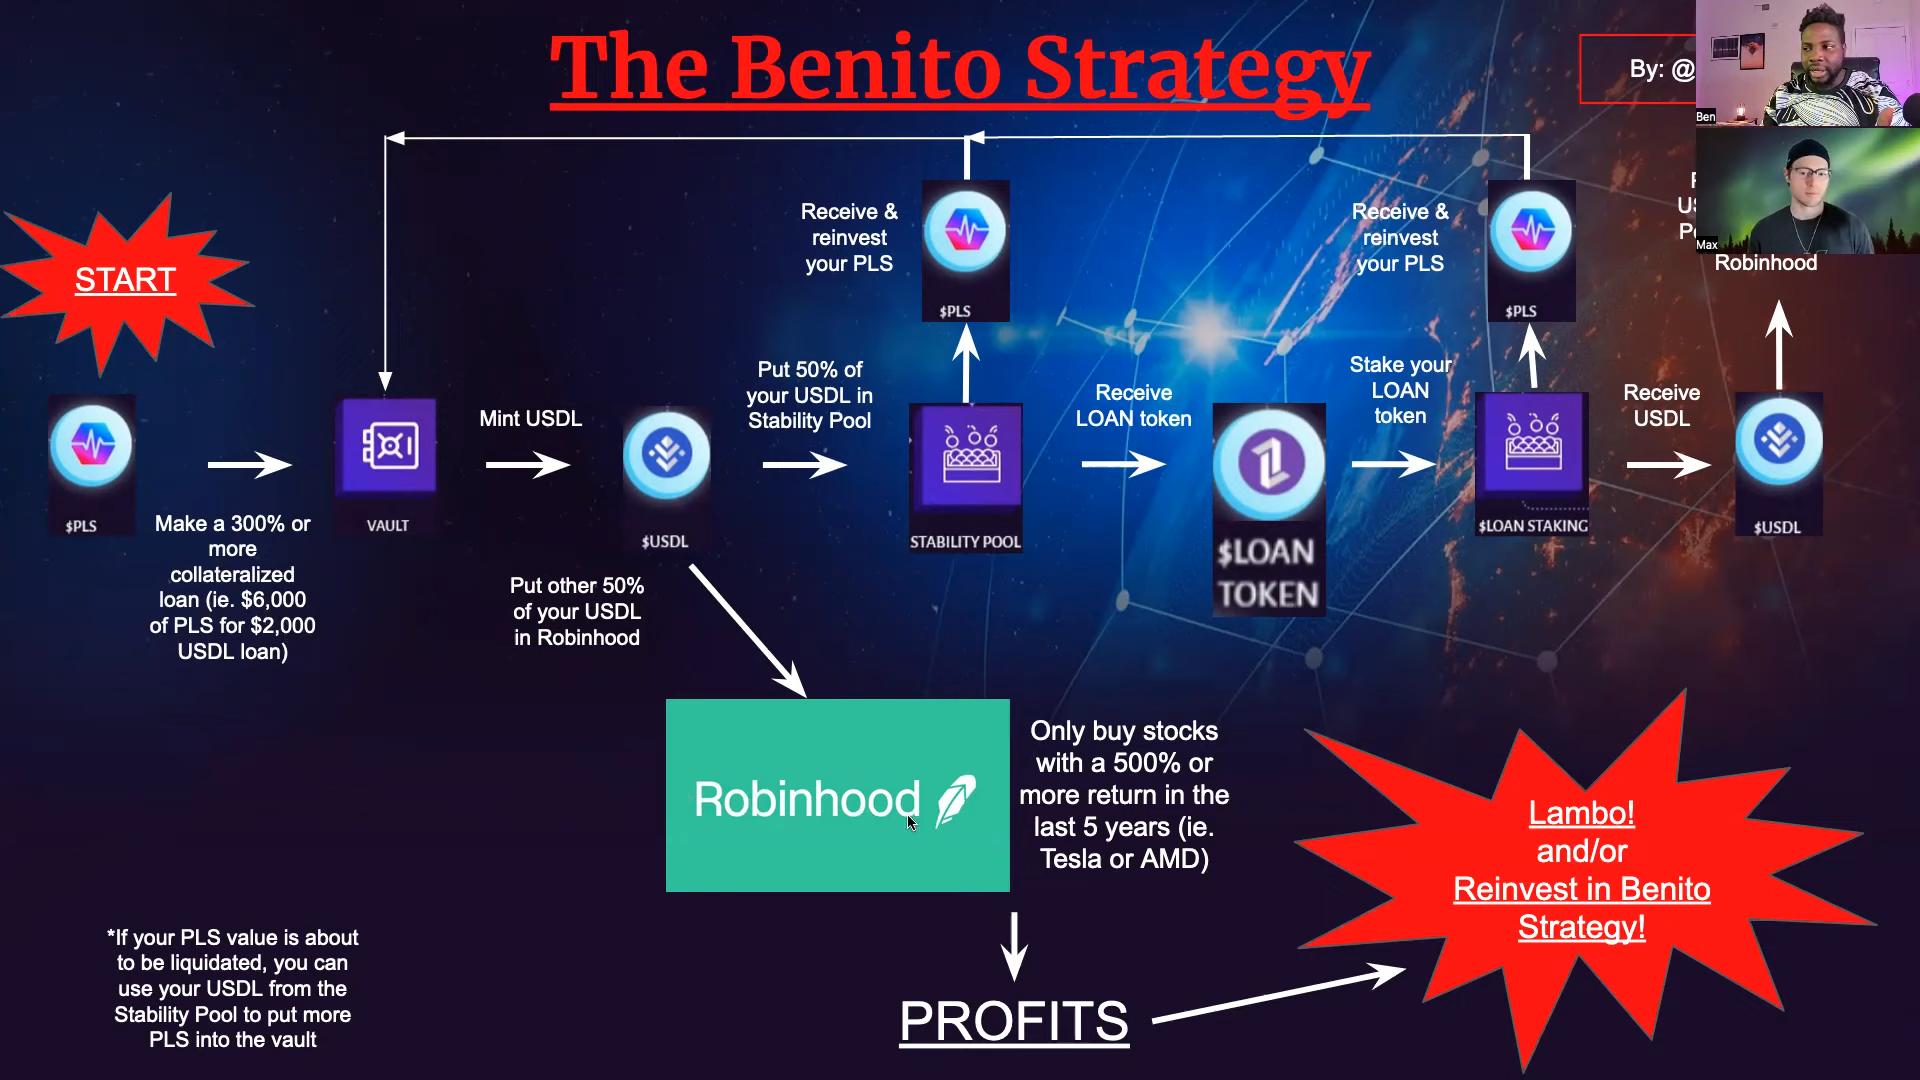 The Benito Strategy
By: @
Ben
Max
START
Receive &
reinvest
your PLS
$PLS
Receive &
reinvest
your PLS
$PLS
Robinhood
$PLS
Make a 300% or
more
collateralized
loan (ie. $6,000
of PLS for $2,000
USDL loan)
VAULT
Mint USDL
$USDL
Put 50% of
your USDL in
Stability Pool
STABILITY POOL
Receive
LOAN token
$LOAN
TOKEN
Stake your
LOAN
token
$LOAN STAKING
Receive
USDL
$USDL
Put other 50%
of your USDL
in Robinhood
Robinhood
Only buy stocks
with a 500% or
more return in the
last 5 years (ie.
Tesla or AMD)
PROFITS
Lambo!
and/or
Reinvest in Benito
Strategy!
*If your PLS value is about
to be liquidated, you can
use your USDL from the
Stability Pool to put more
PLS into the vault